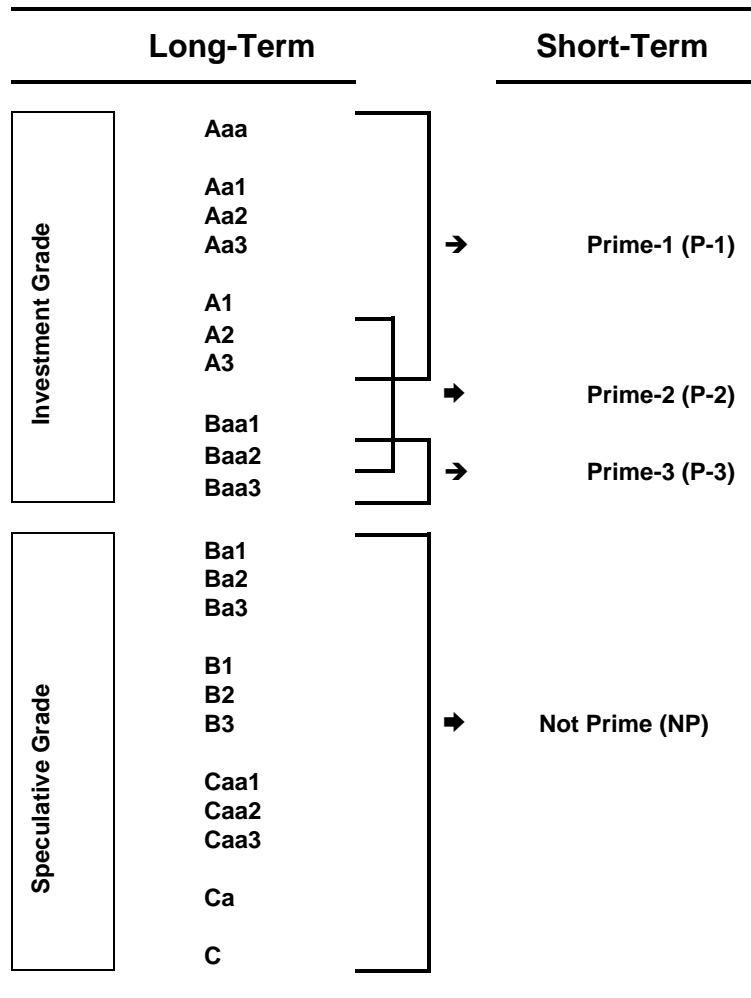 Long-Term Short-Term
Investment Grade
Aaa
Aa1
Aa2
Aa3 ➔ Prime-1 (P-1)
A1
A2
A3
➨ Prime-2 (P-2)
Baa1
Baa2
➔ Prime-3 (P-3)
Baa3
Speculative Grade
Ba1
Ba2
Ba3
B1
B2
B3 ➨ Not Prime (NP)
Caa1
Caa2
Caa3
Ca
C